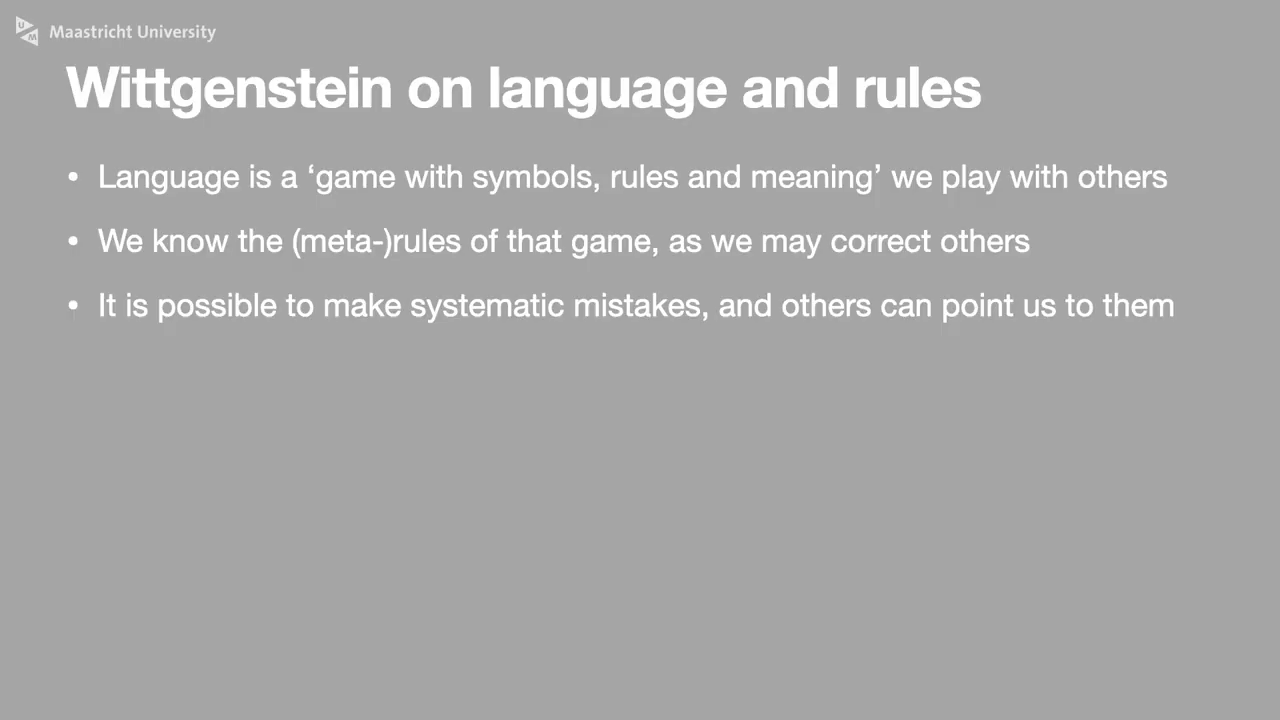 UM
Maastricht University
Wittgenstein on language and rules
• Language is a ‘game with symbols, rules and meaning’ we play with others
• We know the (meta-)rules of that game, as we may correct others
• It is possible to make systematic mistakes, and others can point us to them